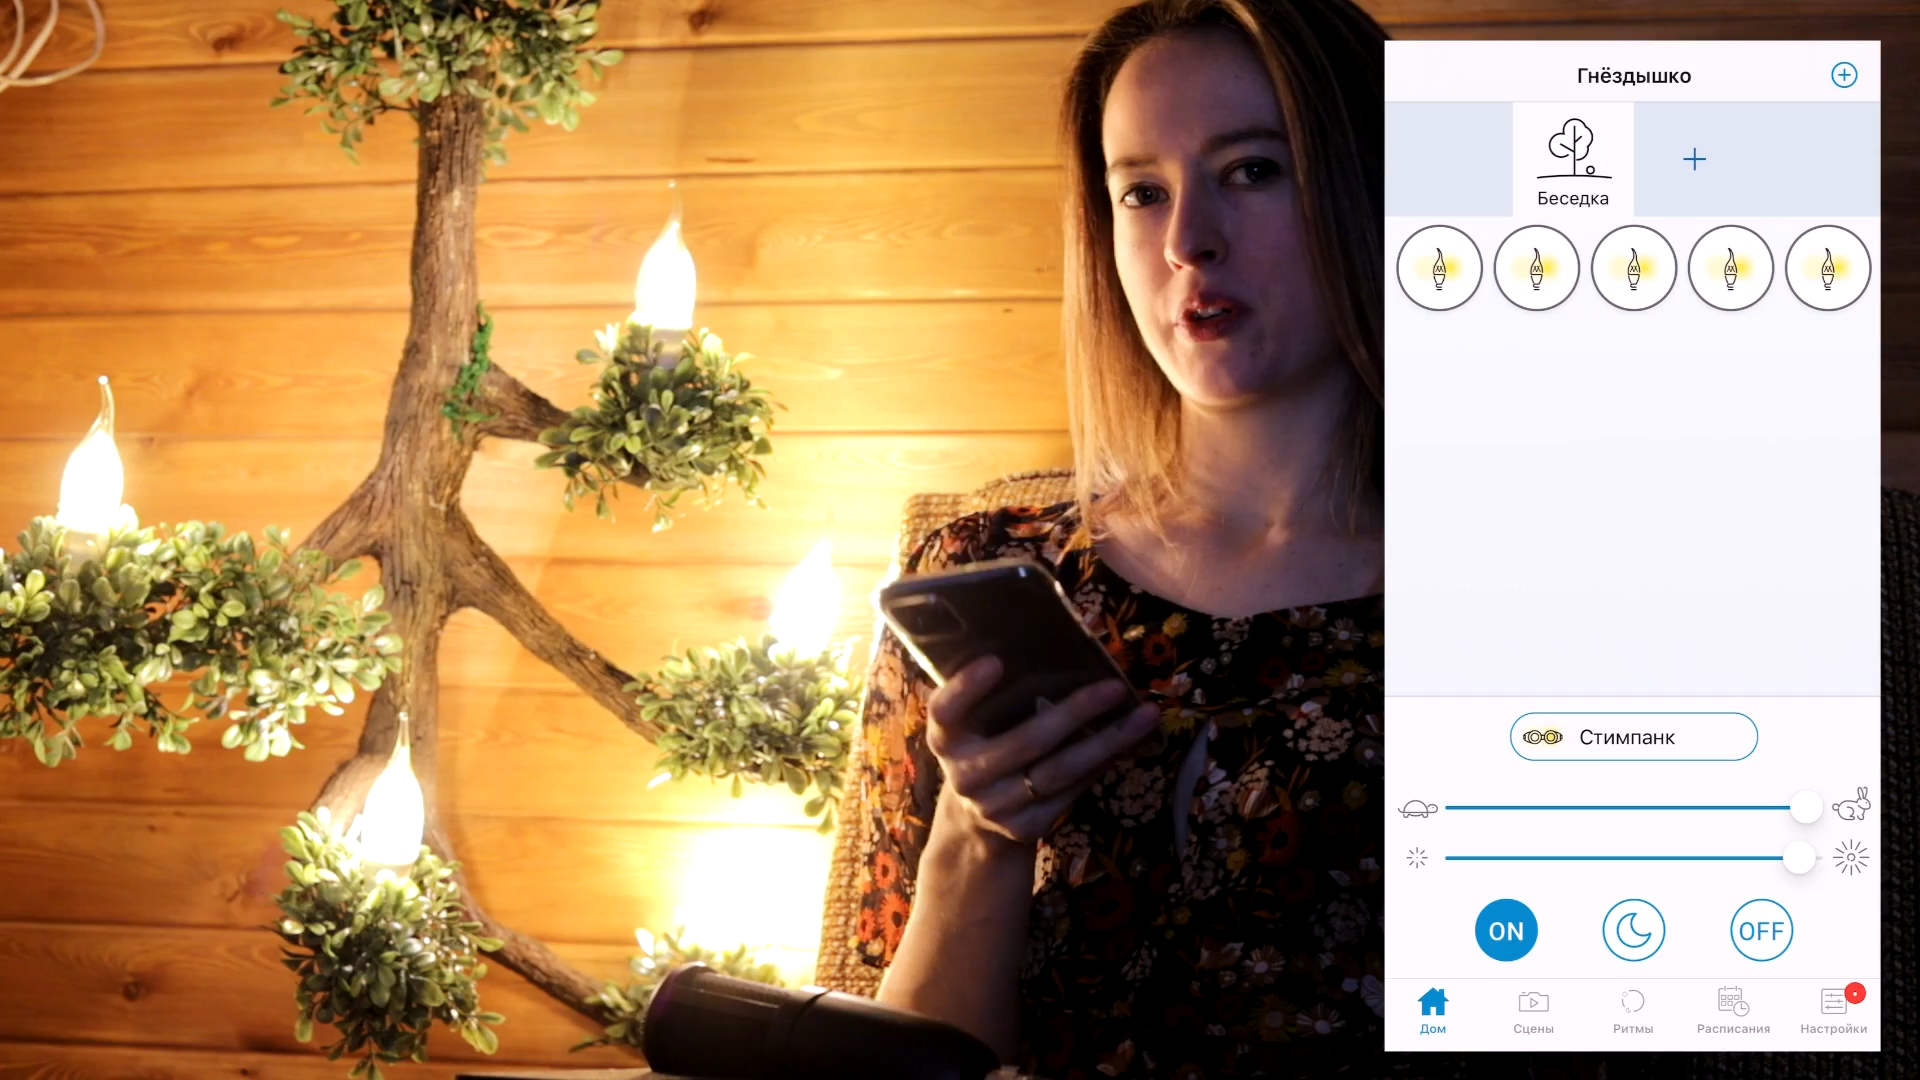 Гнёздышко
Беседка
Стимпанк
ON
OFF
Дом
Сцены
Ритмы
Расписания
Настройки